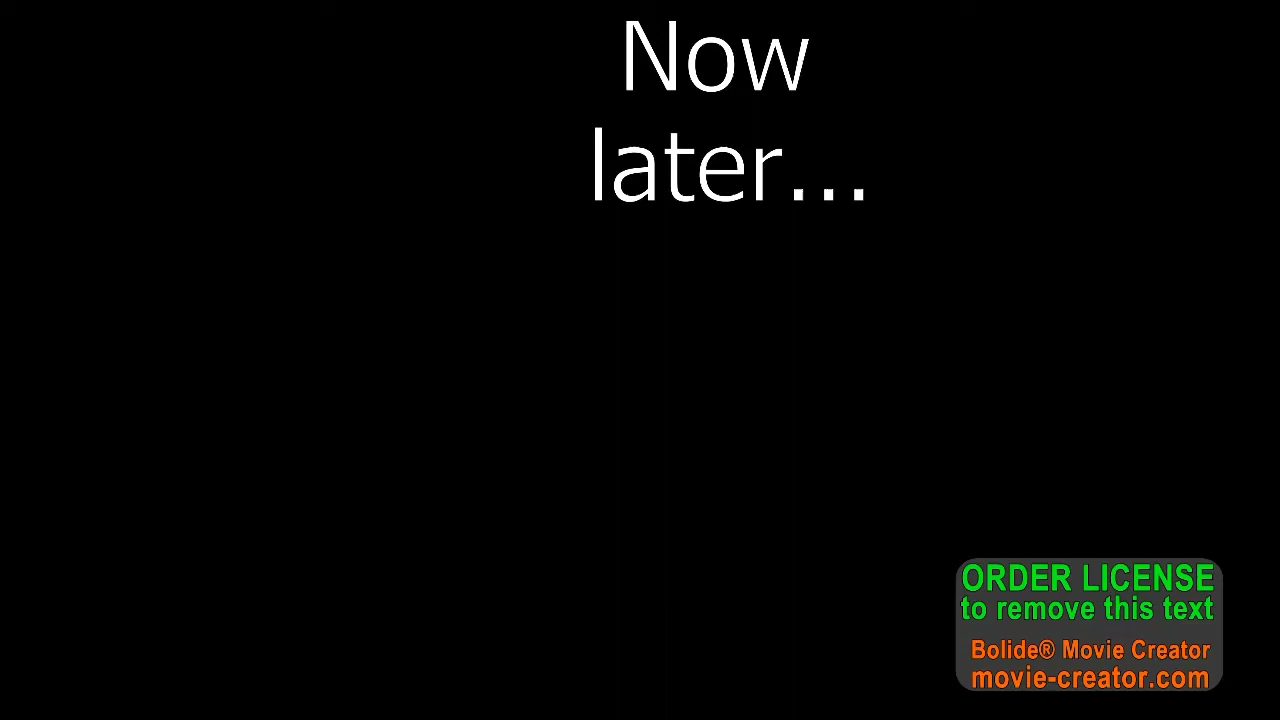 Now
later...
ORDER LICENSE
to remove this text
Bolide® Movie Creator
movie-creator.com